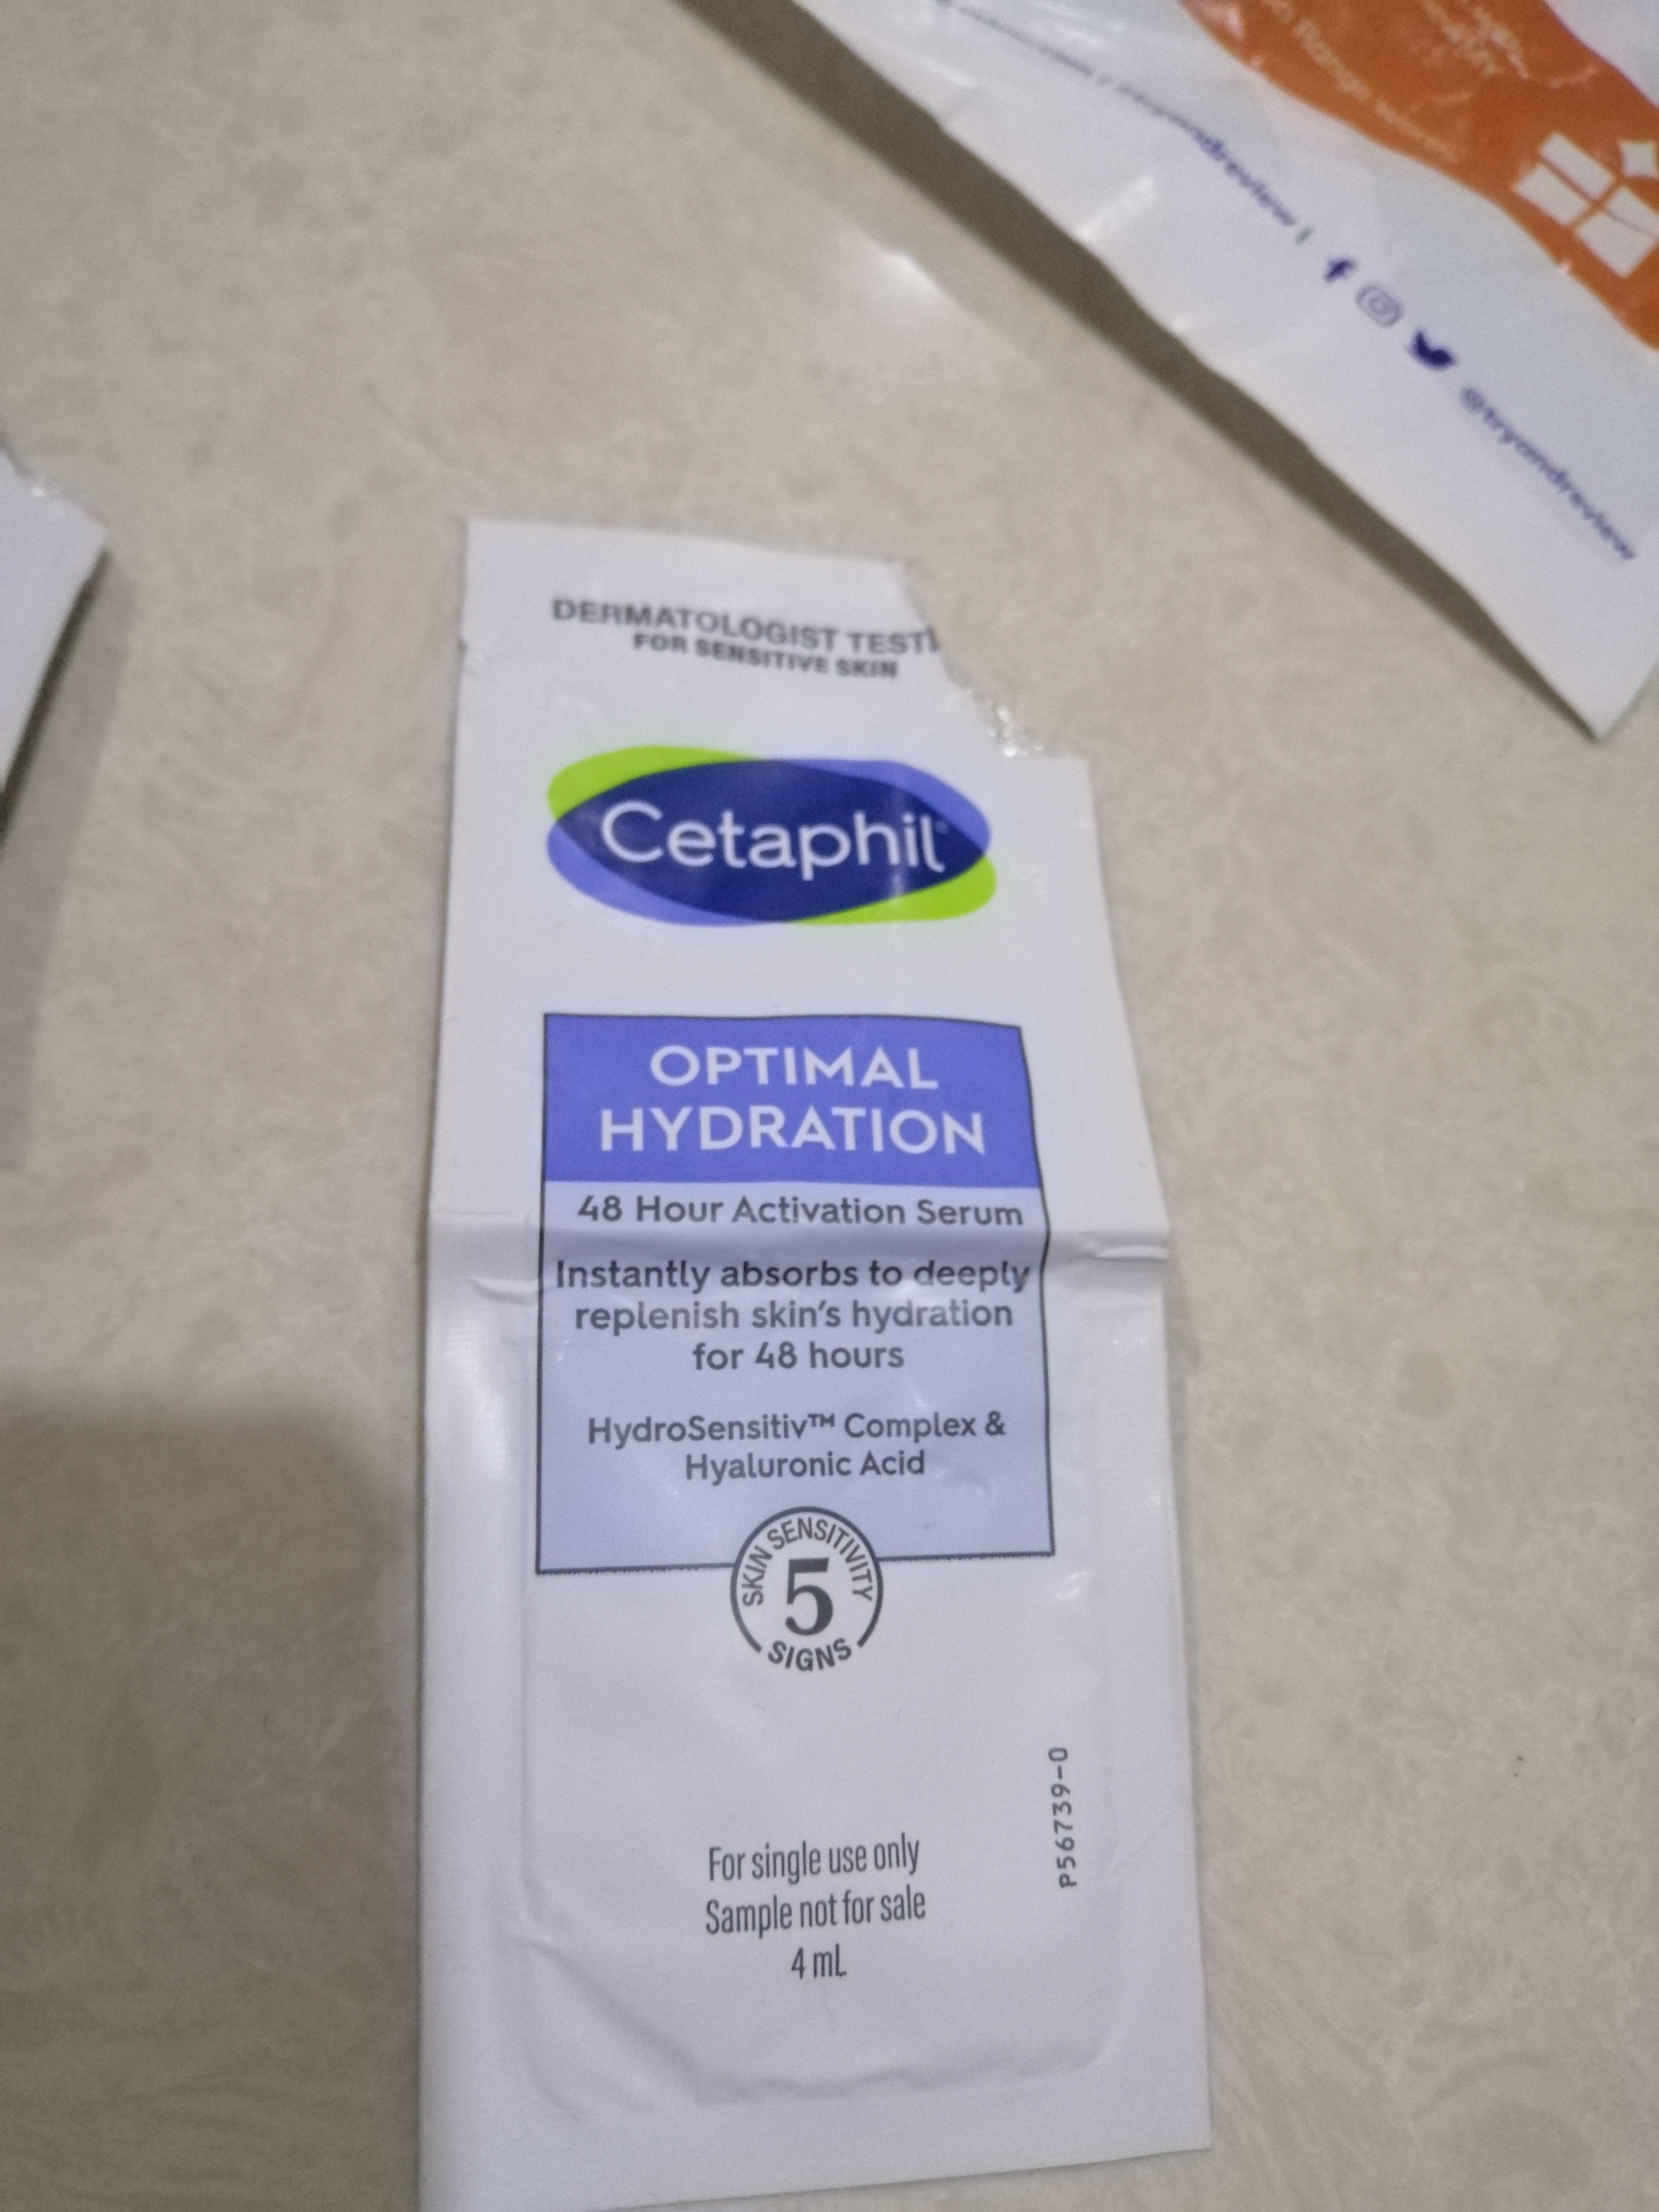 @tryandreview
DERMATOLOGIST TEST
FOR SENSITIVE SKIN
Cetaphil
OPTIMAL
HYDRATION
48 Hour Activation Serum
Instantly absorbs to deeply
replenish skin's hydration
for 48 hours
HydroSensitiv™ Complex &
Hyaluronic Acid
SKIN SENSITIVITY
5
SIGNS
P56739-0
For single use only
Sample not for sale
4 mL